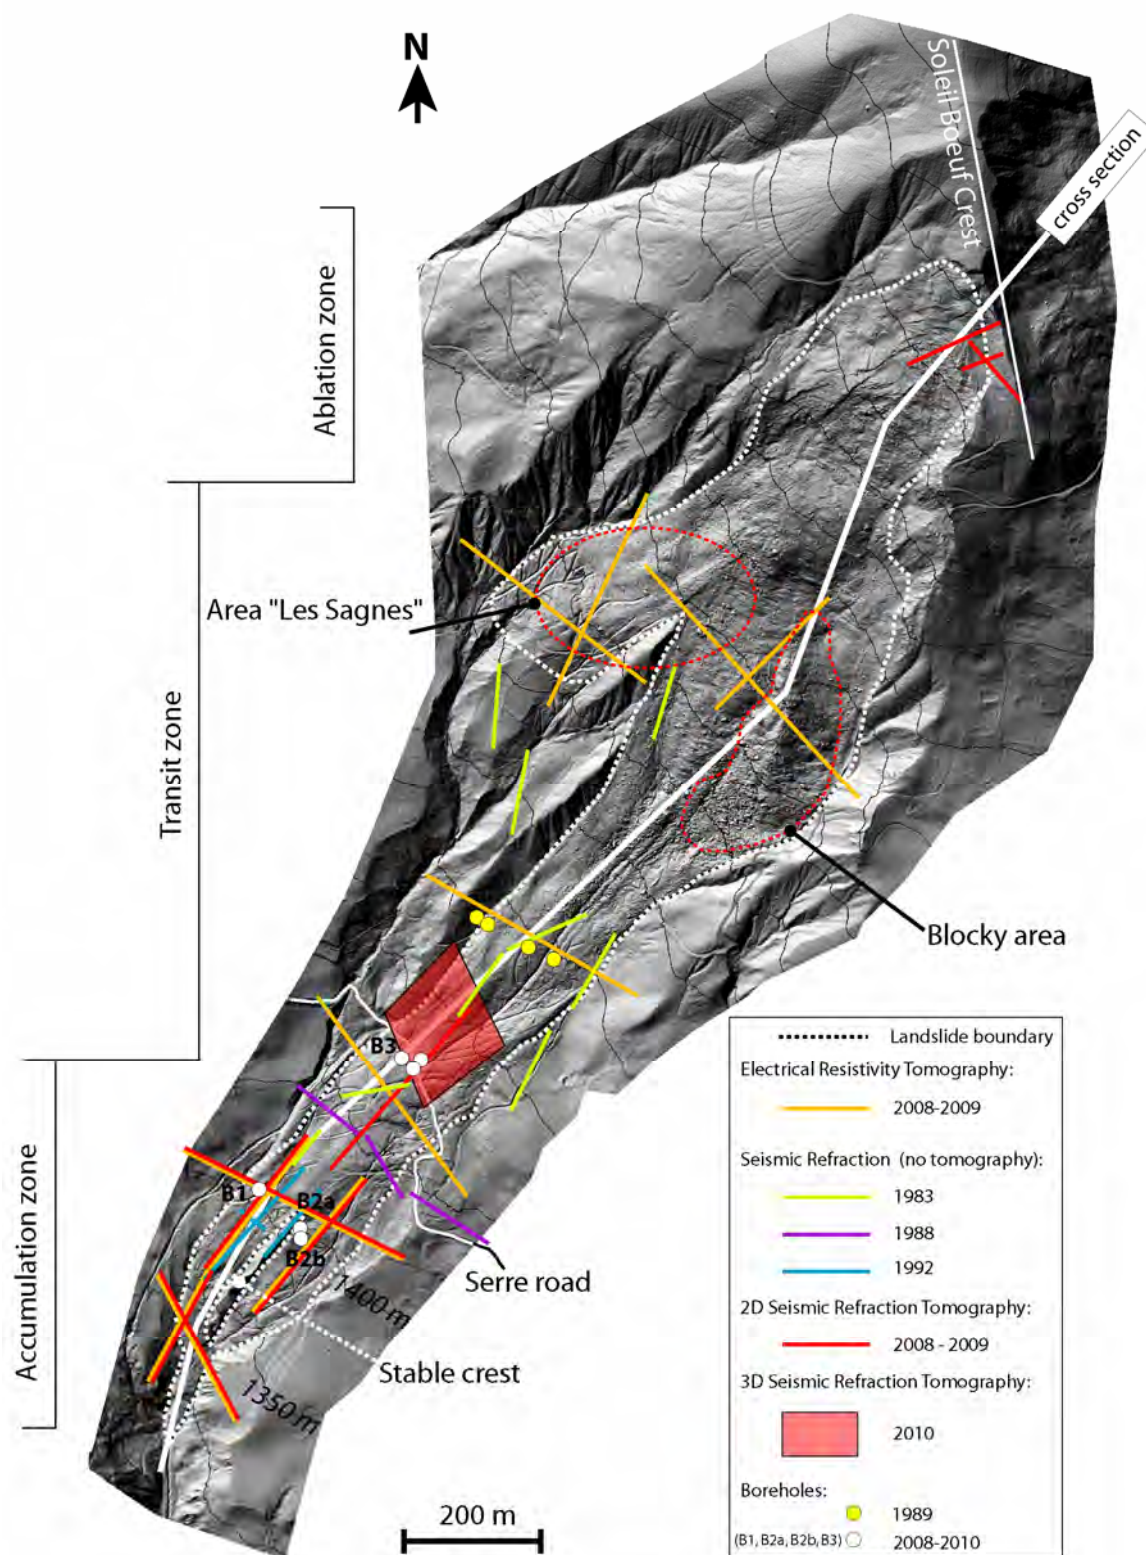 N
Soleil Boeuf Crest
cross section
Ablation zone
Area "Les Sagnes"
Transit zone
Blocky area
B3
B1
B2a
B2b
Serre road
Accumulation zone
1400 m
Stable crest
1350 m
200 m
Landslide boundary
Electrical Resistivity Tomography:
2008-2009
Seismic Refraction (no tomography):
1983
1988
1992
2D Seismic Refraction Tomography:
2008 - 2009
3D Seismic Refraction Tomography:
2010
Boreholes:
1989
(B1, B2a, B2b, B3) 2008-2010